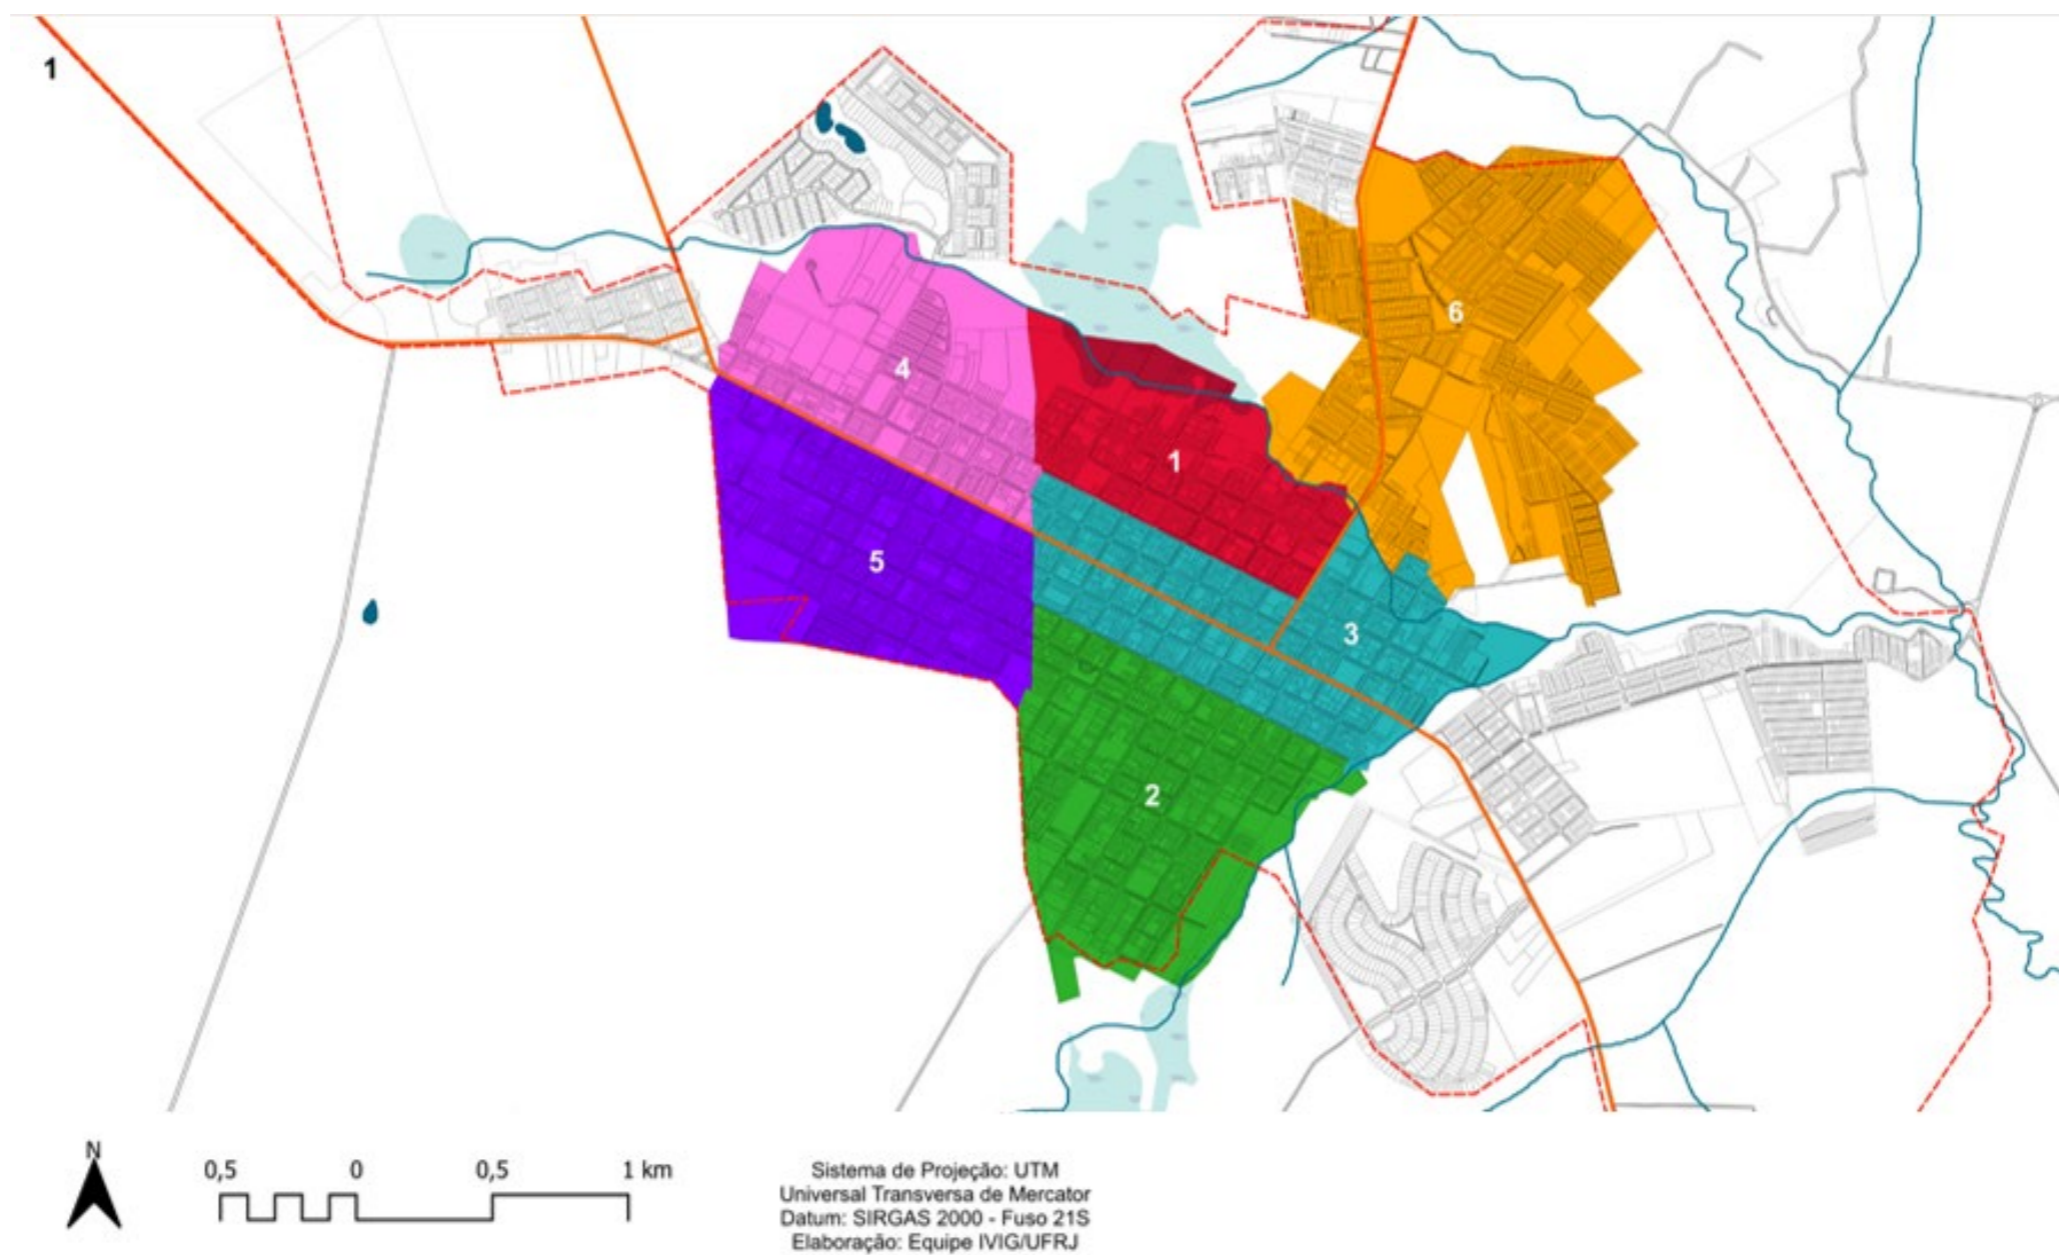 1
6
4
1
5
3
2
N
0,5 0 0,5 1 km
Sistema de Projeção: UTM
Universal Transversa de Mercator
Datum: SIRGAS 2000 - Fuso 21S
Elaboração: Equipe IVIG/UFRJ